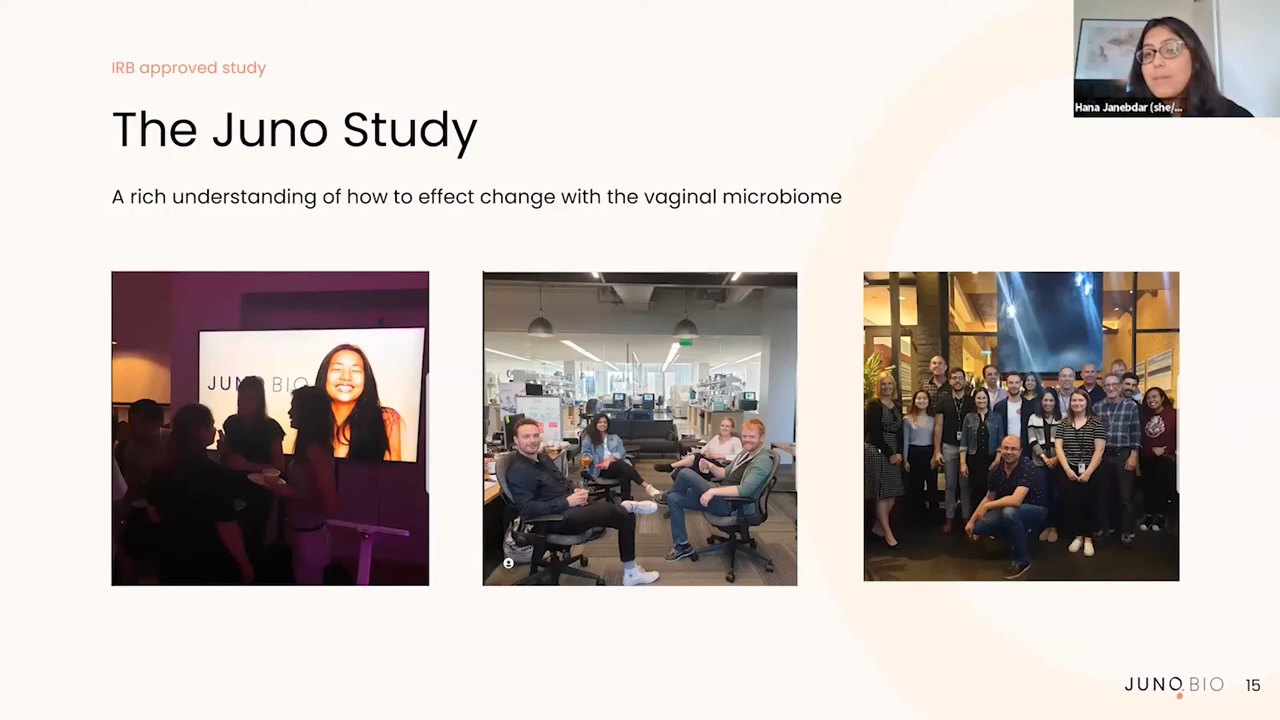 IRB approved study
The Juno Study
A rich understanding of how to effect change with the vaginal microbiome
Hana Janebdar (she/...
JUN BIO
JUNO BIO
15